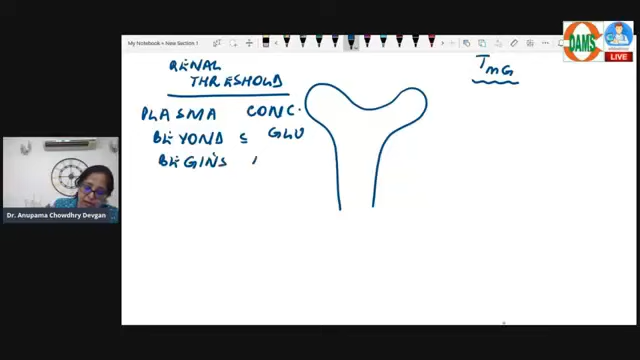 My Notebook > New Section 1
DAMS
LIVE
RENAL
THRESHOLD
TmG
PLASMA CONC.
BEYOND GLU
BEGINS
Dr. Anupama Chowdhry Devgan